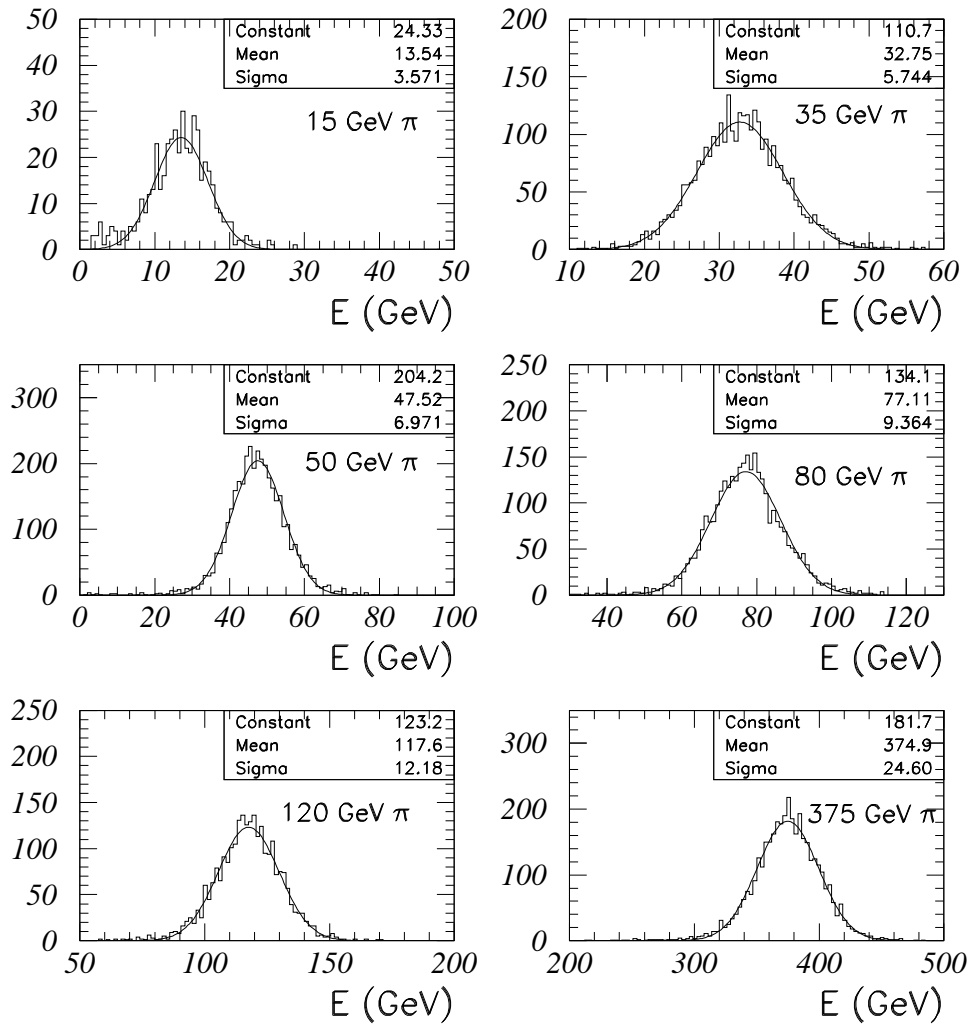 Constant 24.33
Mean 13.54
Sigma 3.571
15 GeV π
50
40
30
20
10
0
0 10 20 30 40 50
E (GeV)
Constant 110.7
Mean 32.75
Sigma 5.744
35 GeV π
200
150
100
50
0
10 20 30 40 50 60
E (GeV)
Constant 204.2
Mean 47.52
Sigma 6.971
50 GeV π
300
200
100
0
0 20 40 60 80 100
E (GeV)
Constant 134.1
Mean 77.11
Sigma 9.364
80 GeV π
250
200
150
100
50
0
40 60 80 100 120
E (GeV)
Constant 123.2
Mean 117.6
Sigma 12.18
120 GeV π
250
200
150
100
50
0
50 100 150 200
E (GeV)
Constant 181.7
Mean 374.9
Sigma 24.60
375 GeV π
300
200
100
0
200 300 400 500
E (GeV)